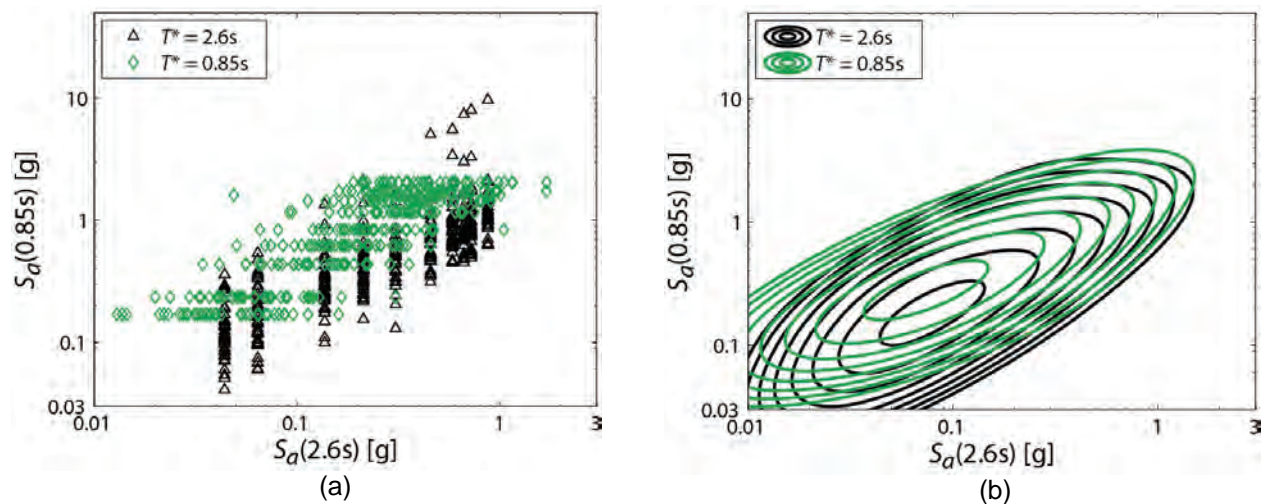 T* = 2.6s
T* = 0.85s
10
1
0.1
0.03
Sa(0.85s) [g]
0.01
0.1
1
3
Sa(2.6s) [g]
(a)
T* = 2.6s
T* = 0.85s
10
1
0.1
0.03
Sa(0.85s) [g]
0.01
0.1
1
3
Sa(2.6s) [g]
(b)